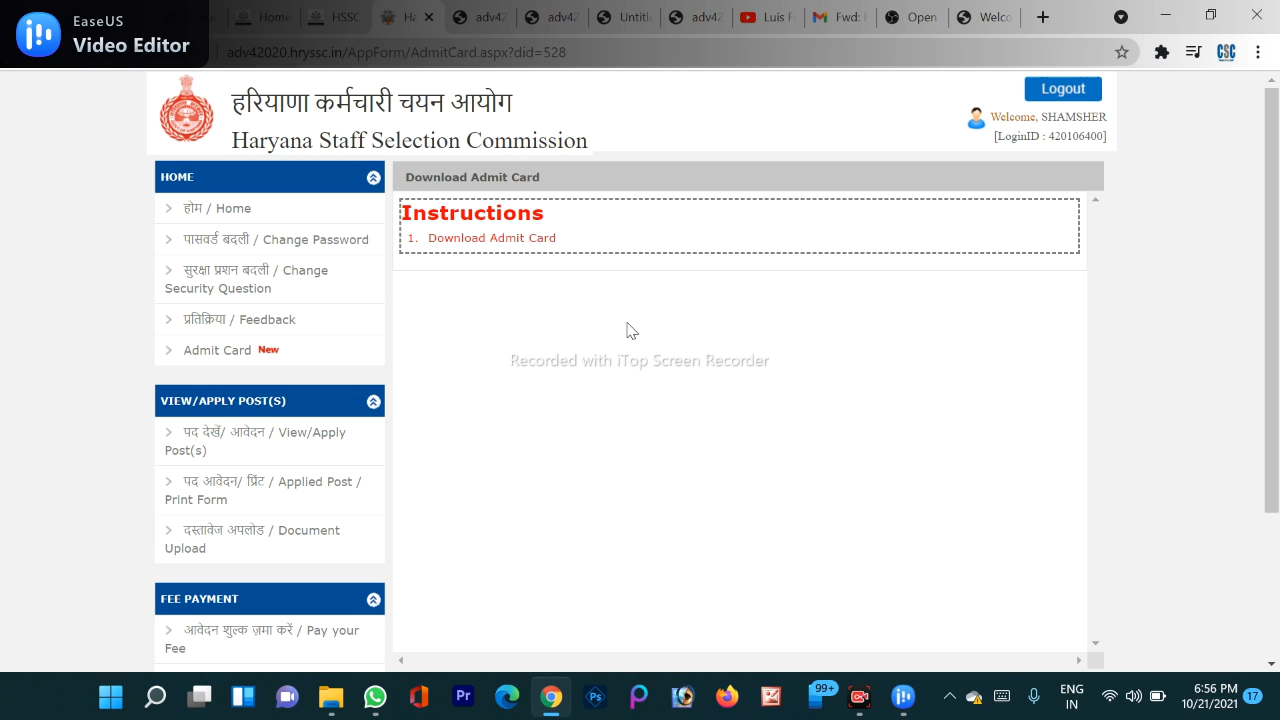 EaseUS
Video Editor
Home
HSSC
Ha
adv42
adv42
Untitl
adv42
Luis F
Fwd: F
Open
Welco
adv42020.hryssc.in/AppForm/AdmitCard.aspx?did=528
CSC
हरियाणा कर्मचारी चयन आयोग
Haryana Staff Selection Commission
Logout
Welcome, SHAMSHER
[LoginID : 420106400]
HOME
होम / Home
पासवर्ड बदली / Change Password
सुरक्षा प्रशन बदली / Change
Security Question
प्रतिक्रिया / Feedback
Admit Card New
VIEW/APPLY POST(S)
पद देखें/ आवेदन / View/Apply
Post(s)
पद आवेदन/ प्रिंट / Applied Post /
Print Form
दस्तावेज अपलोड / Document
Upload
FEE PAYMENT
आवेदन शुल्क ज़मा करें / Pay your
Fee
Download Admit Card
Instructions
1. Download Admit Card
Recorded with iTop Screen Recorder
Pr
Ps
99+
ENG
IN
6:56 PM
10/21/2021
17